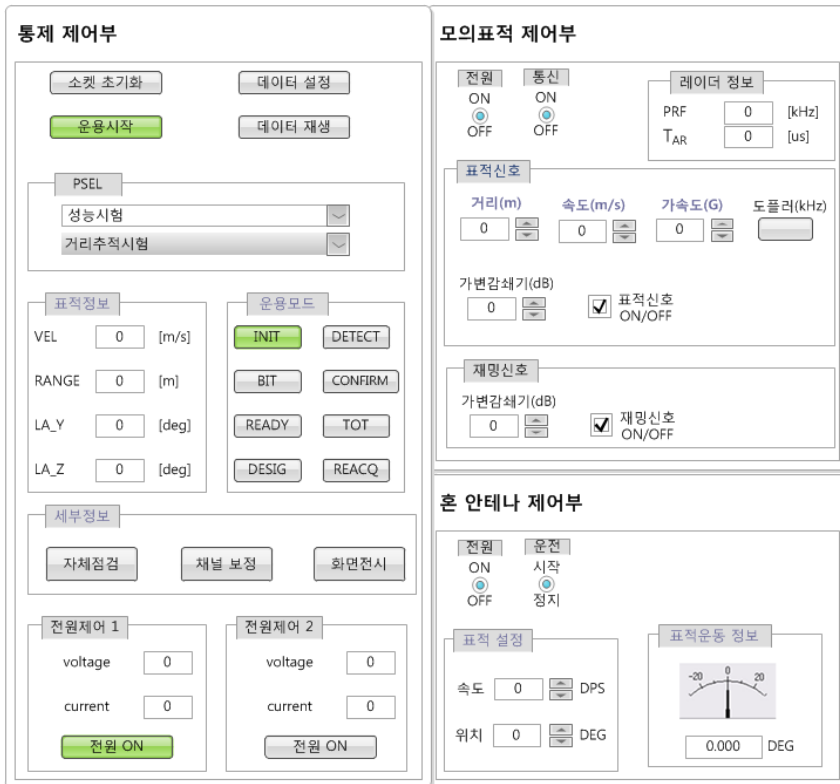 통제 제어부
소켓 초기화 데이터 설정
운용시작 데이터 재생
PSEL
성능시험
거리추적시험
표적정보
VEL 0 [m/s]
RANGE 0 [m]
LA_Y 0 [deg]
LA_Z 0 [deg]
운용모드
INIT DETECT
BIT CONFIRM
READY TOT
DESIG REACQ
세부정보
자체점검 채널 보정 화면전시
전원제어 1
voltage 0
current 0
전원 ON
전원제어 2
voltage 0
current 0
전원 ON
모의표적 제어부
전원 통신
ON ON
OFF OFF
레이더 정보
PRF 0 [kHz]
TAR 0 [us]
표적신호
거리(m) 속도(m/s) 가속도(G) 도플러(kHz)
0 0 0
가변감쇄기(dB)
0 표적신호
ON/OFF
재밍신호
가변감쇄기(dB)
0 재밍신호
ON/OFF
혼 안테나 제어부
전원 운전
ON 시작
OFF 정지
표적 설정
속도 0 DPS
위치 0 DEG
표적운동 정보
-20 0 20
0.000 DEG